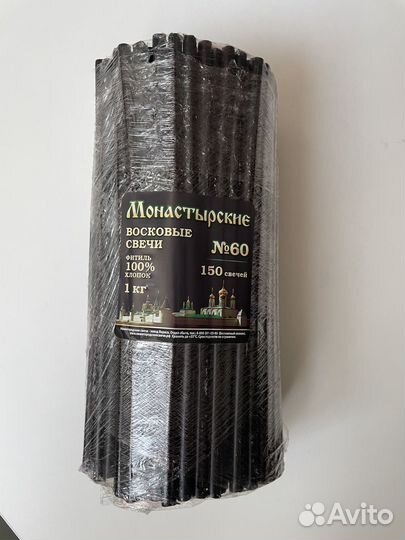 Монастырские
ВОСКОВЫЕ
СВЕЧИ
№60
ФИТИЛЬ
100%
ХЛОПОК
150 свечей
1 кг
Avito